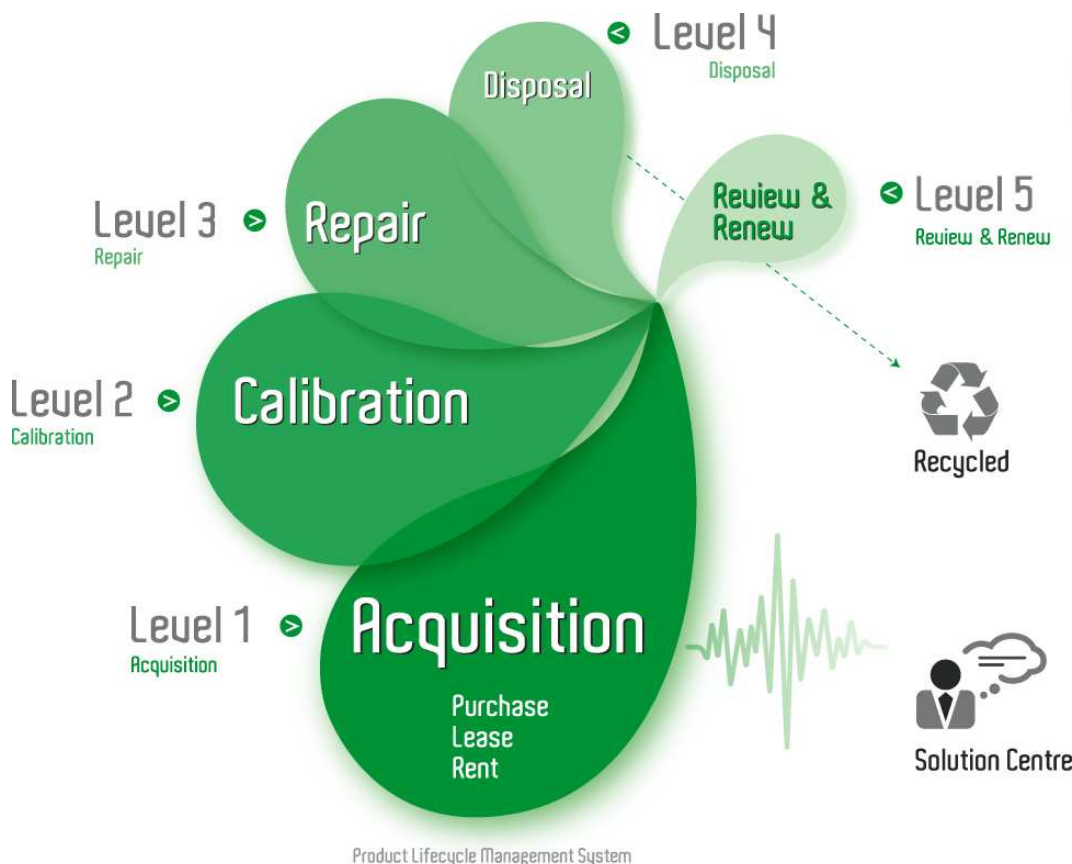 Level 4
Disposal
Disposal
Review &
Renew
Level 5
Review & Renew
Level 3
Repair
Repair
Level 2
Calibration
Calibration
Recycled
Level 1
Acquisition
Acquisition
Purchase
Lease
Rent
Solution Centre
Product Lifecycle Management System